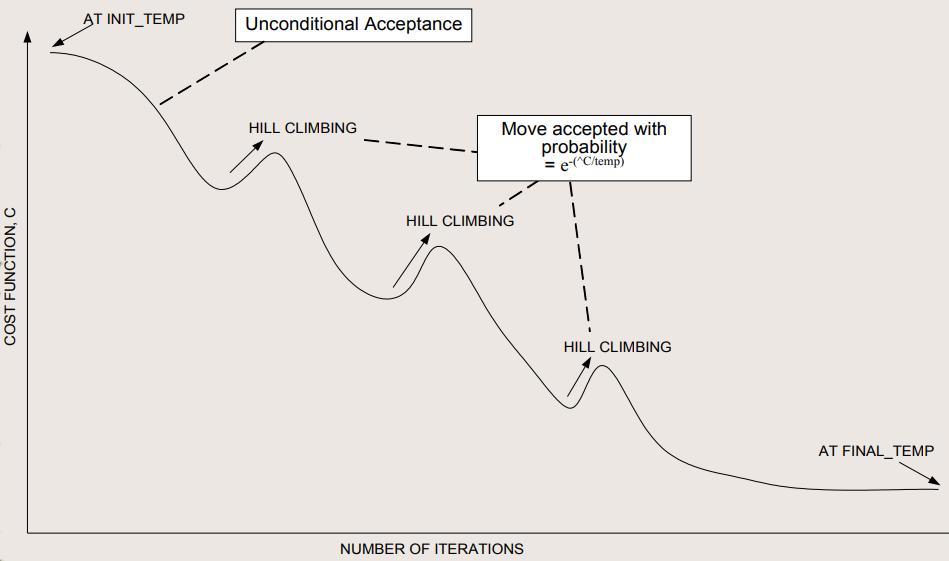 AT INIT_TEMP
Unconditional Acceptance
HILL CLIMBING
Move accepted with
probability
= e-(^C/temp)
HILL CLIMBING
HILL CLIMBING
AT FINAL_TEMP
COST FUNCTION, C
NUMBER OF ITERATIONS